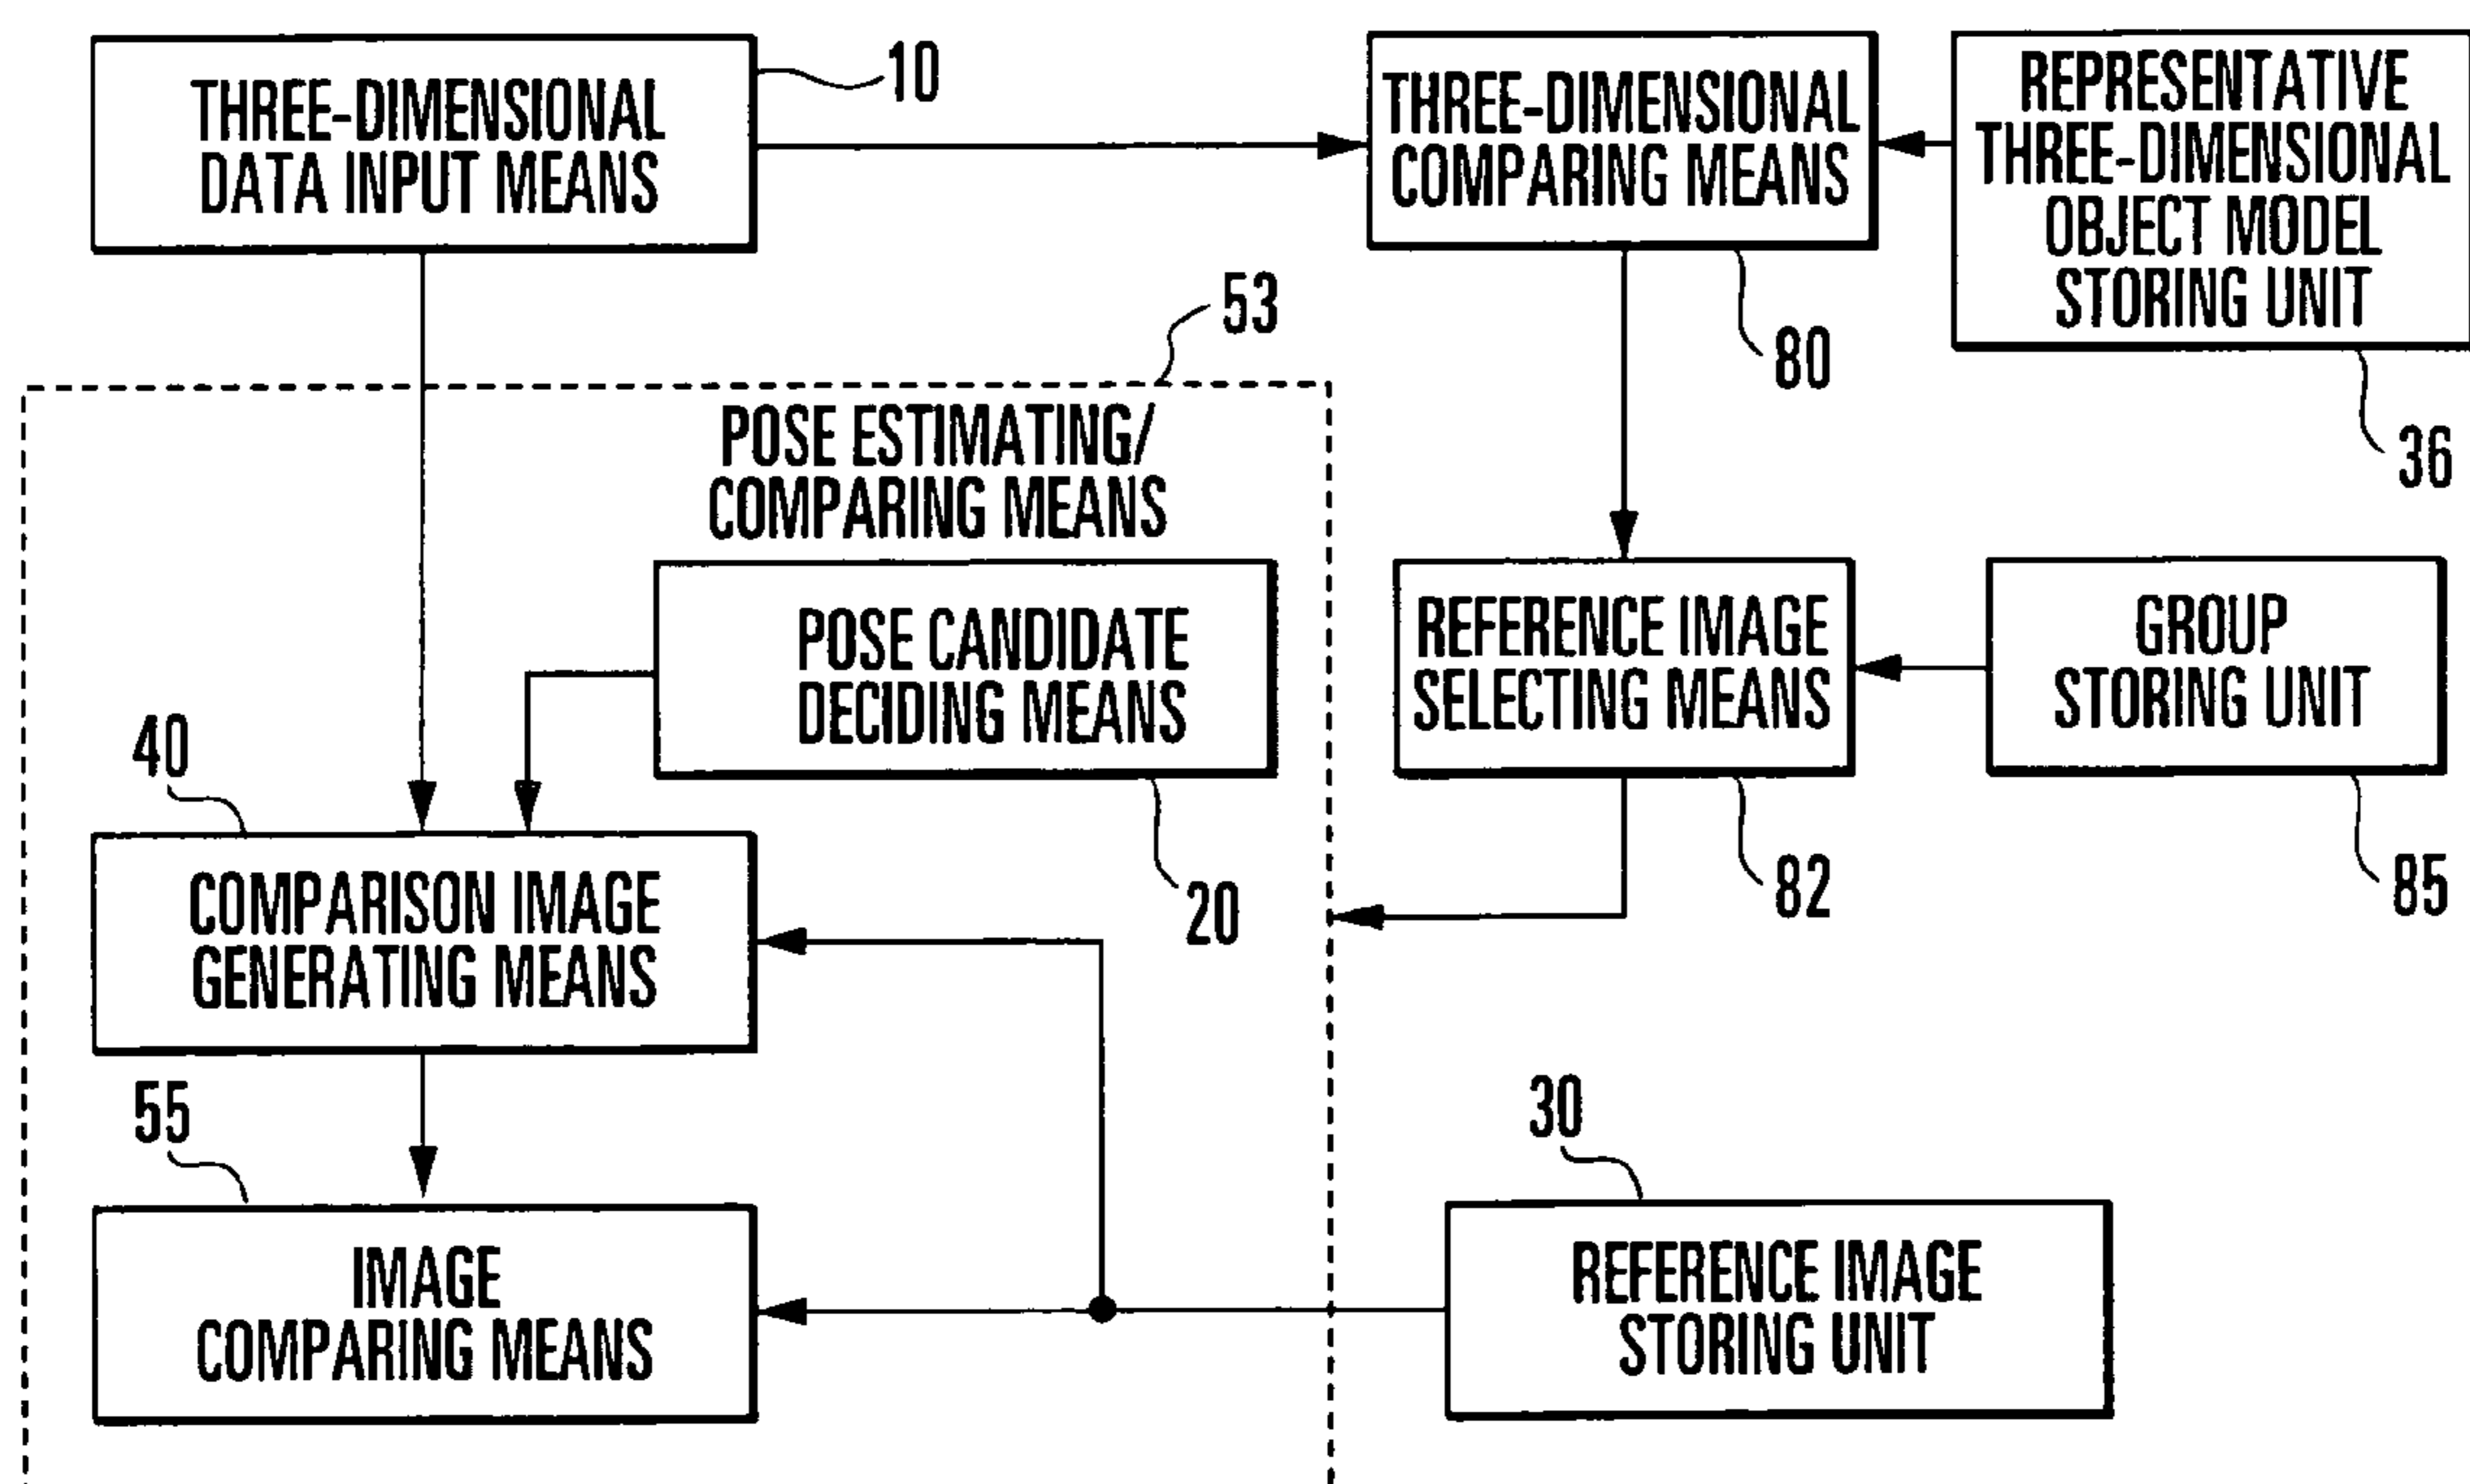 THREE-DIMENSIONAL
DATA INPUT MEANS
10
THREE-DIMENSIONAL
COMPARING MEANS
80
REPRESENTATIVE
THREE-DIMENSIONAL
OBJECT MODEL
STORING UNIT
36
53
POSE ESTIMATING/
COMPARING MEANS
POSE CANDIDATE
DECIDING MEANS
20
REFERENCE IMAGE
SELECTING MEANS
82
GROUP
STORING UNIT
85
40
COMPARISON IMAGE
GENERATING MEANS
55
IMAGE
COMPARING MEANS
30
REFERENCE IMAGE
STORING UNIT